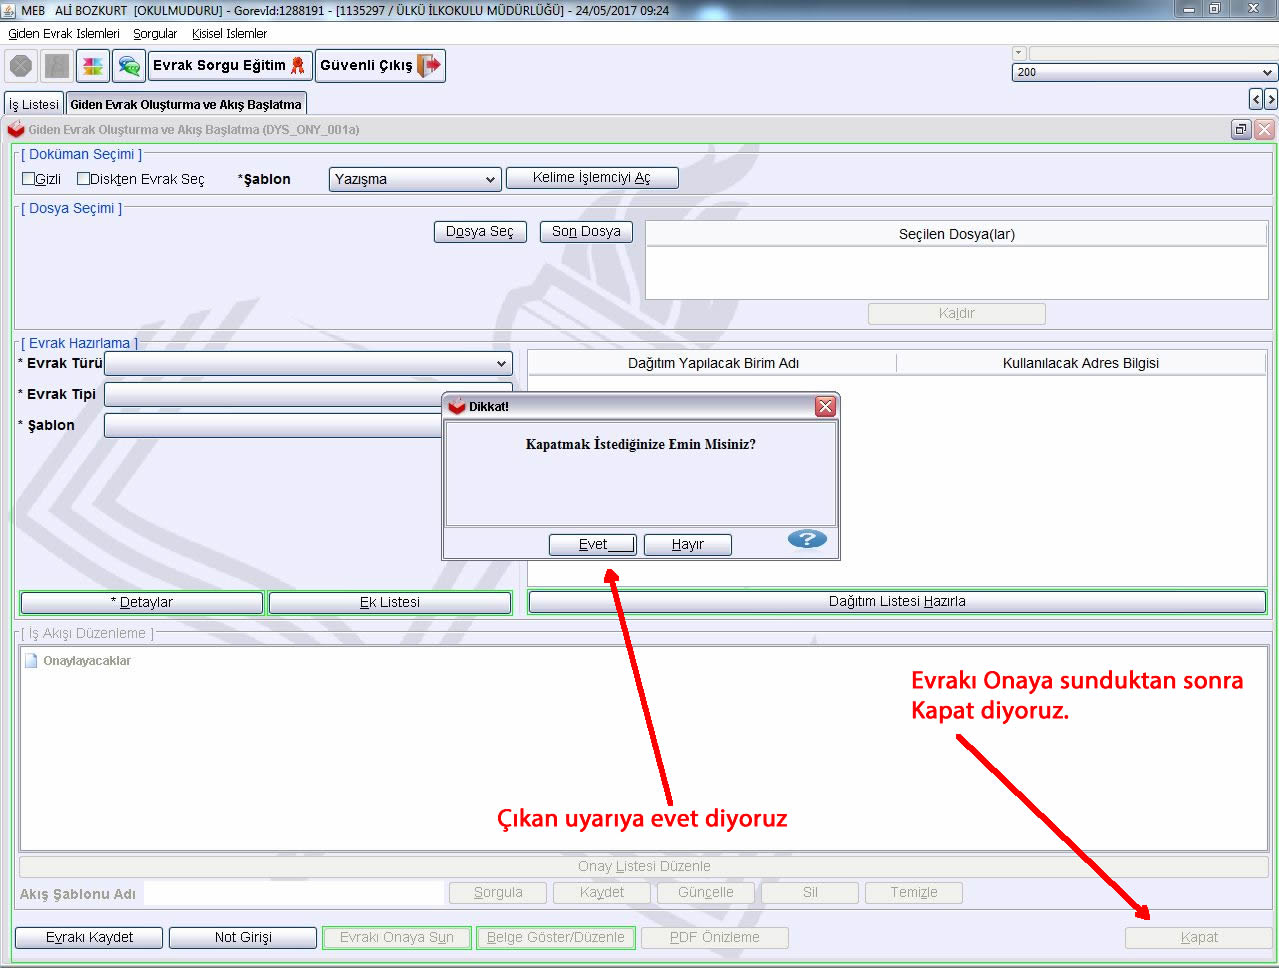 MEB ALİ BOZKURT [OKULMUDURU] - GorevId:1288191 - [1135297 / ÜLKÜ İLKOKULU MÜDÜRLÜĞÜ] - 24/05/2017 09:24
Giden Evrak Islemleri Sorgular Kisisel Islemler
Evrak Sorgu Eğitim Güvenli Çıkış
200
İş Listesi Giden Evrak Oluşturma ve Akış Başlatma
Giden Evrak Oluşturma ve Akış Başlatma (DYS_ONY_001a)
[ Doküman Seçimi ]
Gizli Diskten Evrak Seç *Şablon Yazışma Kelime İşlemciyi Aç
[ Dosya Seçimi ]
Dosya Seç Son Dosya Seçilen Dosya(lar)
Kaldır
[ Evrak Hazırlama ]
* Evrak Türü Dağıtım Yapılacak Birim Adı Kullanılacak Adres Bilgisi
* Evrak Tipi
* Şablon
Dikkat!
Kapatmak İstediğinize Emin Misiniz?
Evet Hayır ?
* Detaylar Ek Listesi Dağıtım Listesi Hazırla
[ İş Akışı Düzenleme ]
Onaylayacaklar
Evrakı Onaya sunduktan sonra
Kapat diyoruz.
Çıkan uyarıya evet diyoruz
Onay Listesi Düzenle
Akış Şablonu Adı Sorgula Kaydet Güncelle Sil Temizle
Evrakı Kaydet Not Girişi Evrakı Onaya Sun Belge Göster/Düzenle PDF Önizleme Kapat